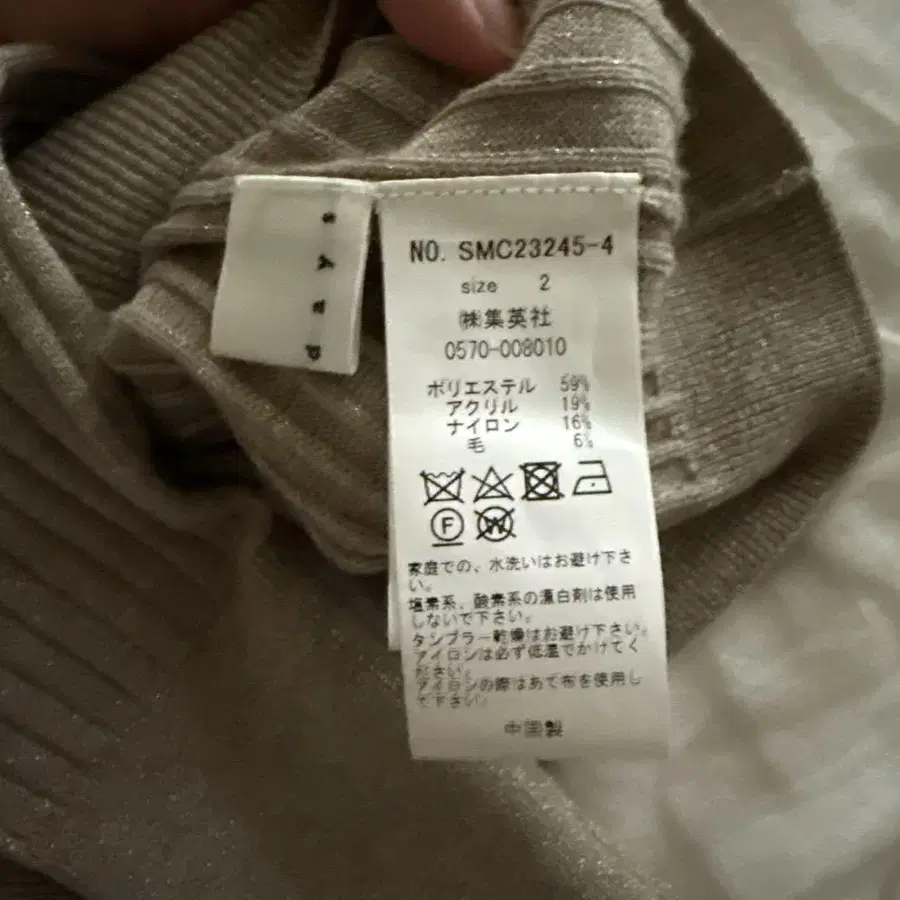 days
NO. SMC23245-4
size 2
㈱集英社
0570-008010
ポリエステル 59%
アクリル 19%
ナイロン 16%
毛 6%
F
W
家庭での、水洗いはお避け下さ
い。
塩素系、酸素系の漂白剤は使用
しないで下さい。
タンブラー乾燥はお避け下さい。
アイロンは必ず低温でかけてく
ださい。
アイロンの際はあて布を使用し
て下さい。
中国製